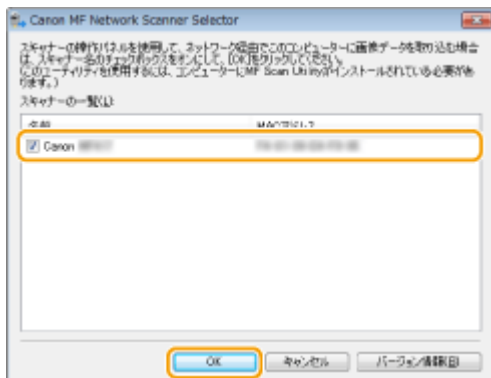 Canon MF Network Scanner Selector
スキャナーの操作パネルを使用して、ネットワーク経由でこのコンピューターに画像データを取り込む場合
は、スキャナー名のチェックボックスをオンにして、[OK]をクリックしてください。
(このユーティリティを使用するには、コンピューターにMF Scan Utilityがインストールされている必要があ
ります。)
スキャナーの一覧(L):
名前 MACアドレス
Canon
OK キャンセル バージョン情報(B)